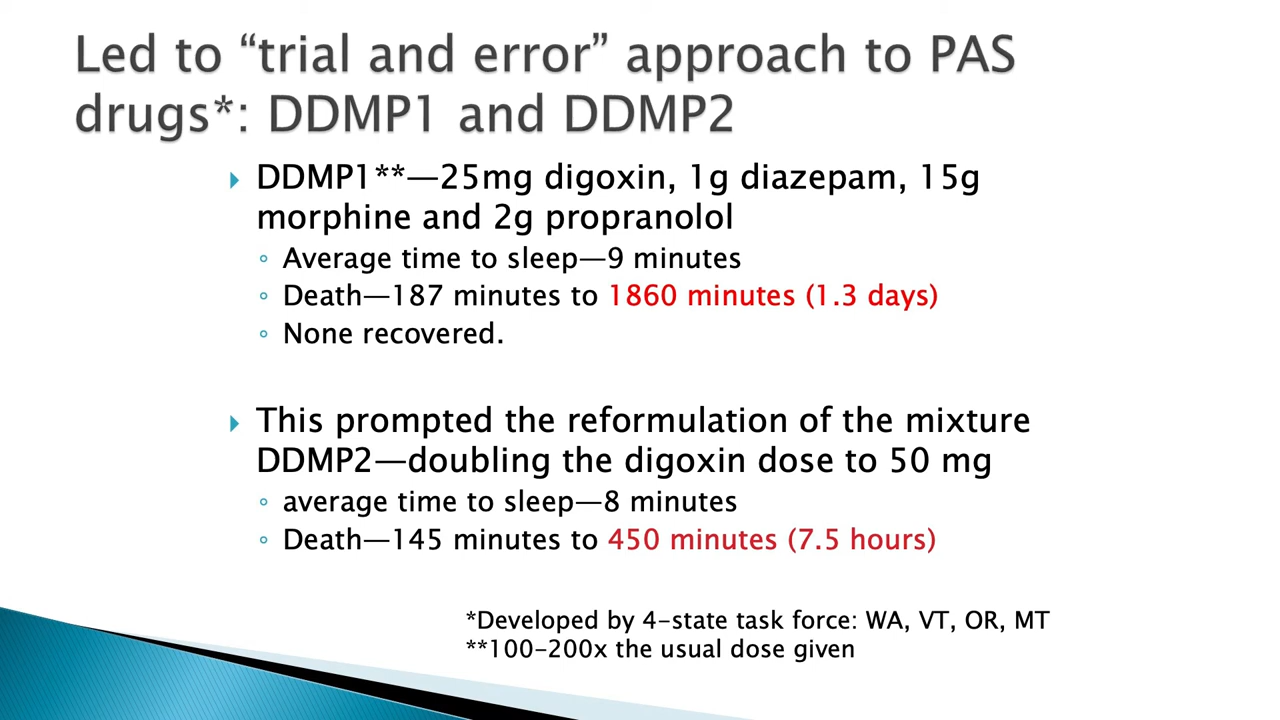 Led to “trial and error” approach to PAS
drugs*: DDMP1 and DDMP2
DDMP1**—25mg digoxin, 1g diazepam, 15g
morphine and 2g propranolol
Average time to sleep—9 minutes
Death—187 minutes to 1860 minutes (1.3 days)
None recovered.
This prompted the reformulation of the mixture
DDMP2—doubling the digoxin dose to 50 mg
average time to sleep—8 minutes
Death—145 minutes to 450 minutes (7.5 hours)
*Developed by 4-state task force: WA, VT, OR, MT
**100-200x the usual dose given